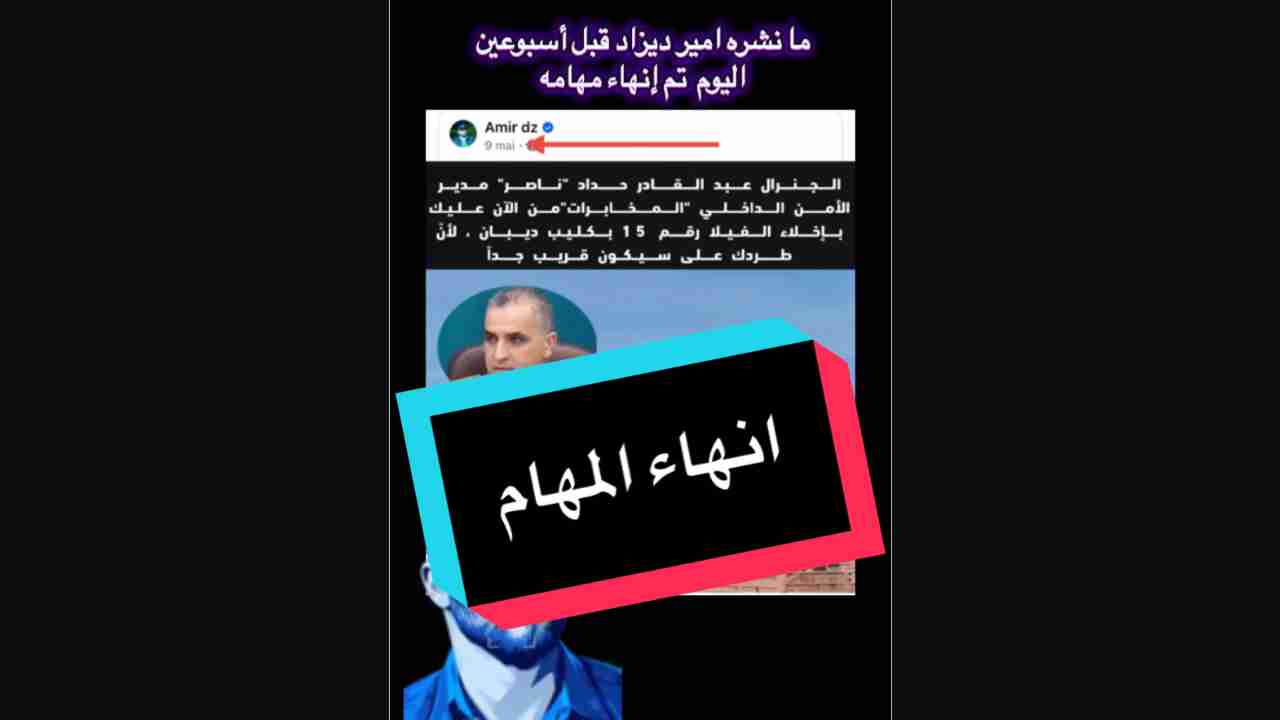 ما نشره امير ديزاد قبل أسبوعين
اليوم تم إنهاء مهامه
Amir dz
9 mai
الجنرال عبد القادر حداد "ناصر" مدير
الأمن الداخلي "المخابرات"من الآن عليك
بإخلاء الفيلا رقم 15 بكليب ديبان ، لأنّ
طردك على سيكون قريب جداً
انهاء المهام